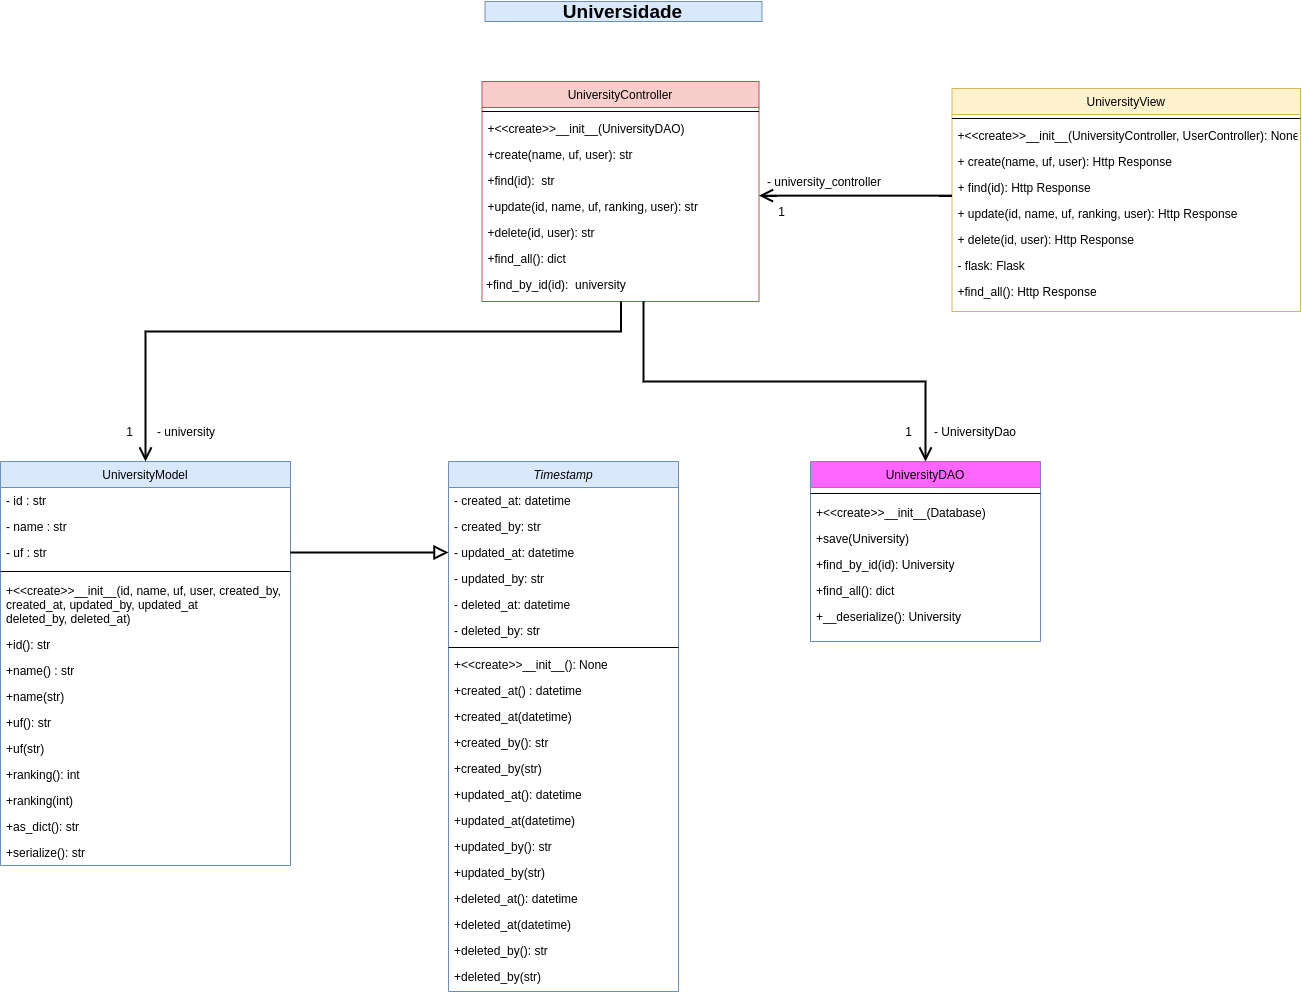 Universidade
UniversityController
+<<create>>__init__(UniversityDAO)
+create(name, uf, user): str
+find(id):  str
+update(id, name, uf, ranking, user): str
+delete(id, user): str
+find_all(): dict
+find_by_id(id):  university
UniversityView
+<<create>>__init__(UniversityController, UserController): None
+ create(name, uf, user): Http Response
+ find(id): Http Response
+ update(id, name, uf, ranking, user): Http Response
+ delete(id, user): Http Response
- flask: Flask
+find_all(): Http Response
- university_controller
1
1
- university
1
- UniversityDao
UniversityModel
- id : str
- name : str
- uf : str
+<<create>>__init__(id, name, uf, user, created_by,
created_at, updated_by, updated_at
deleted_by, deleted_at)
+id(): str
+name() : str
+name(str)
+uf(): str
+uf(str)
+ranking(): int
+ranking(int)
+as_dict(): str
+serialize(): str
Timestamp
- created_at: datetime
- created_by: str
- updated_at: datetime
- updated_by: str
- deleted_at: datetime
- deleted_by: str
+<<create>>__init__(): None
+created_at() : datetime
+created_at(datetime)
+created_by(): str
+created_by(str)
+updated_at(): datetime
+updated_at(datetime)
+updated_by(): str
+updated_by(str)
+deleted_at(): datetime
+deleted_at(datetime)
+deleted_by(): str
+deleted_by(str)
UniversityDAO
+<<create>>__init__(Database)
+save(University)
+find_by_id(id): University
+find_all(): dict
+__deserialize(): University